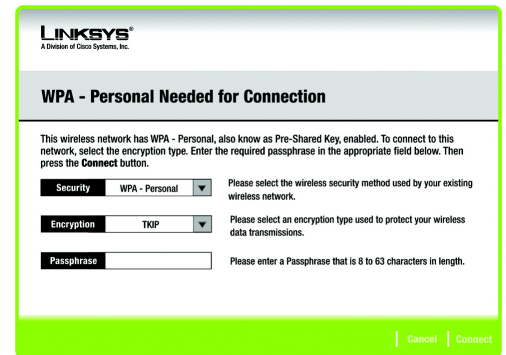 LINKSYS®
A Division of Cisco Systems, Inc.
WPA - Personal Needed for Connection
This wireless network has WPA - Personal, also know as Pre-Shared Key, enabled. To connect to this
network, select the encryption type. Enter the required passphrase in the appropriate field below. Then
press the Connect button.
Security WPA - Personal Please select the wireless security method used by your existing
wireless network.
Encryption TKIP Please select an encryption type used to protect your wireless
data transmissions.
Passphrase Please enter a Passphrase that is 8 to 63 characters in length.
Cancel Connect